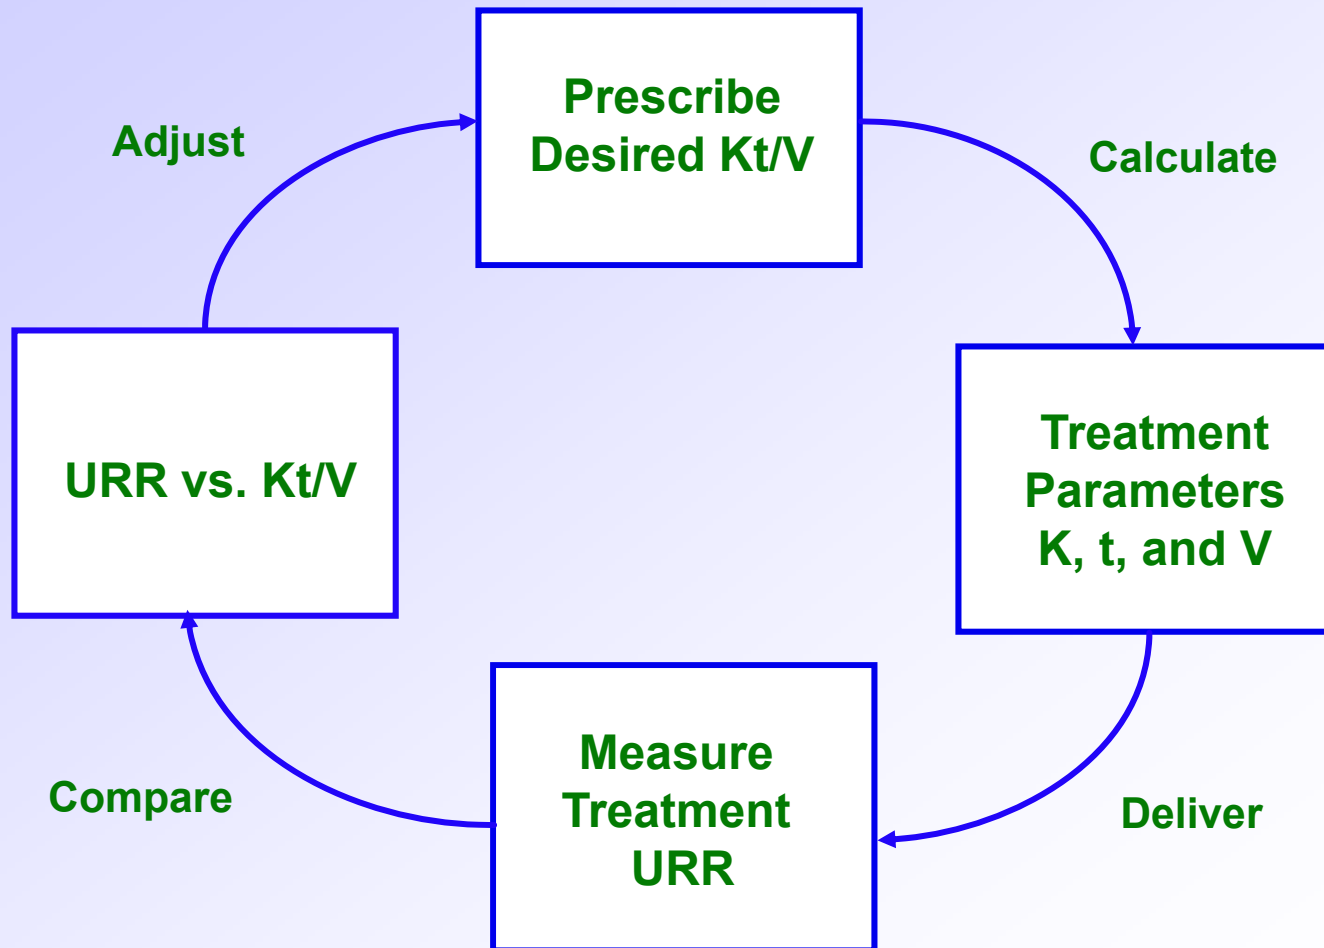 Prescribe
Desired Kt/V
Calculate
Treatment
Parameters
K, t, and V
Deliver
Measure
Treatment
URR
Compare
URR vs. Kt/V
Adjust